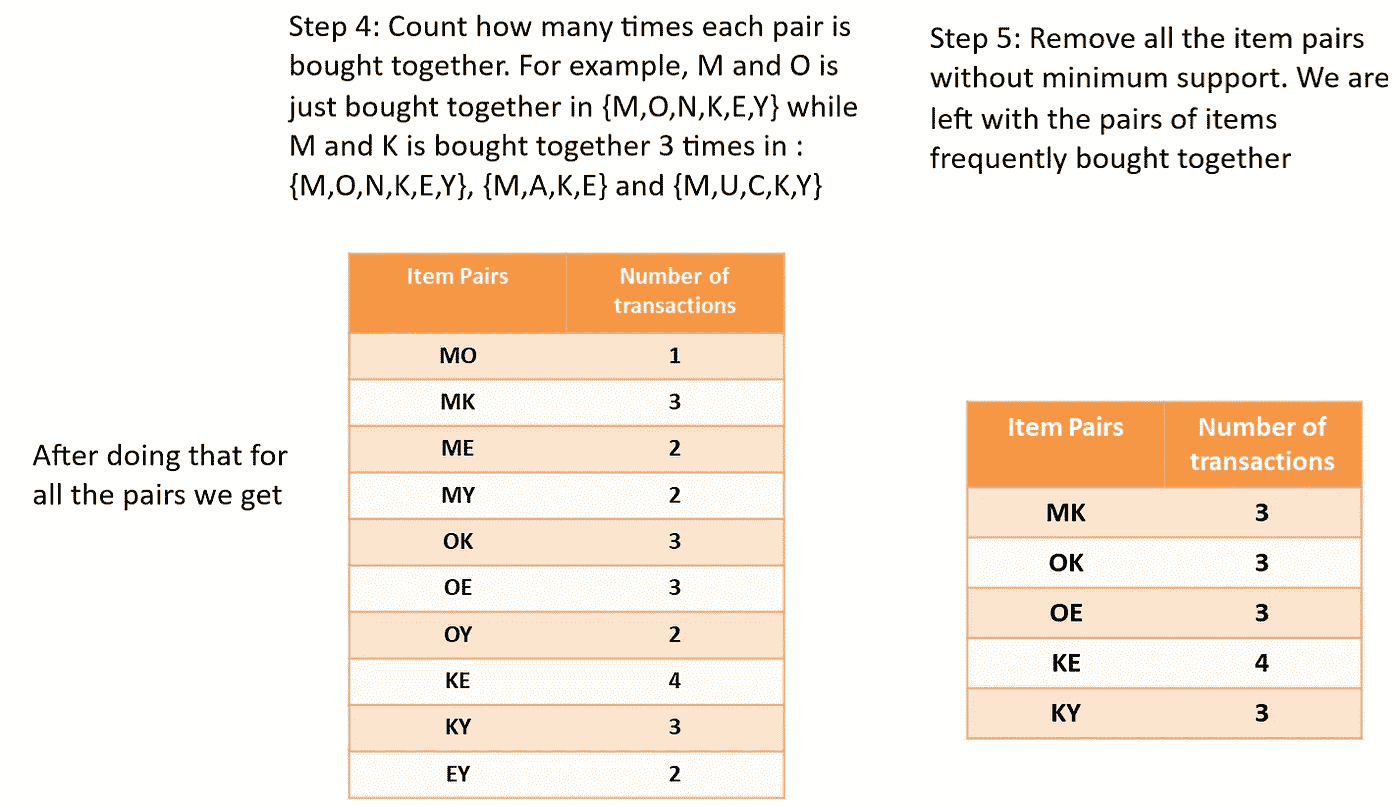 Step 4: Count how many times each pair is
bought together. For example, M and O is
just bought together in {M,O,N,K,E,Y} while
M and K is bought together 3 times in :
{M,O,N,K,E,Y}, {M,A,K,E} and {M,U,C,K,Y}
Step 5: Remove all the item pairs
without minimum support. We are
left with the pairs of items
frequently bought together
After doing that for
all the pairs we get
Item Pairs Number of
transactions
MO 1
MK 3
ME 2
MY 2
OK 3
OE 3
OY 2
KE 4
KY 3
EY 2
Item Pairs Number of
transactions
MK 3
OK 3
OE 3
KE 4
KY 3